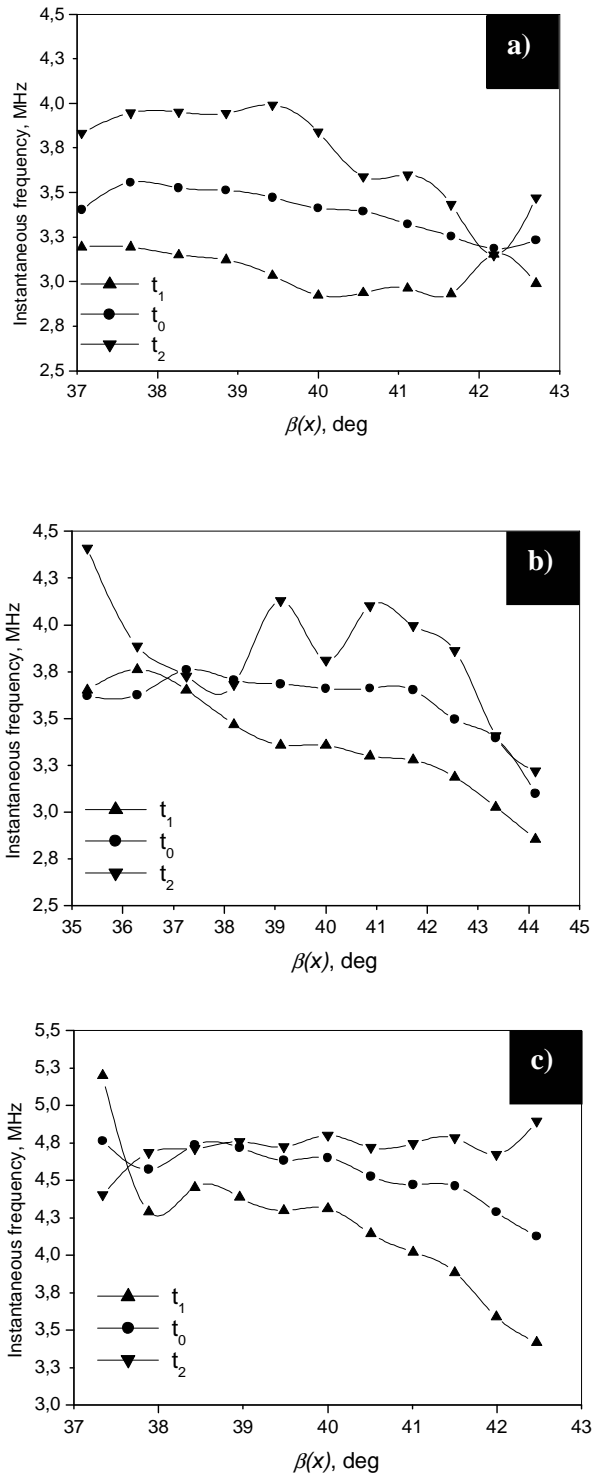 a)
4,5
4,3
4,0
3,8
3,5
3,3
3,0
2,8
2,5
Instantaneous frequency, MHz
t1
t0
t2
37 38 39 40 41 42 43
β(x), deg
b)
4,5
4,3
4,0
3,8
3,5
3,3
3,0
2,8
2,5
Instantaneous frequency, MHz
t1
t0
t2
35 36 37 38 39 40 41 42 43 44 45
β(x), deg
c)
5,5
5,3
5,0
4,8
4,5
4,3
4,0
3,8
3,5
3,3
3,0
Instantaneous frequency, MHz
t1
t0
t2
37 38 39 40 41 42 43
β(x), deg